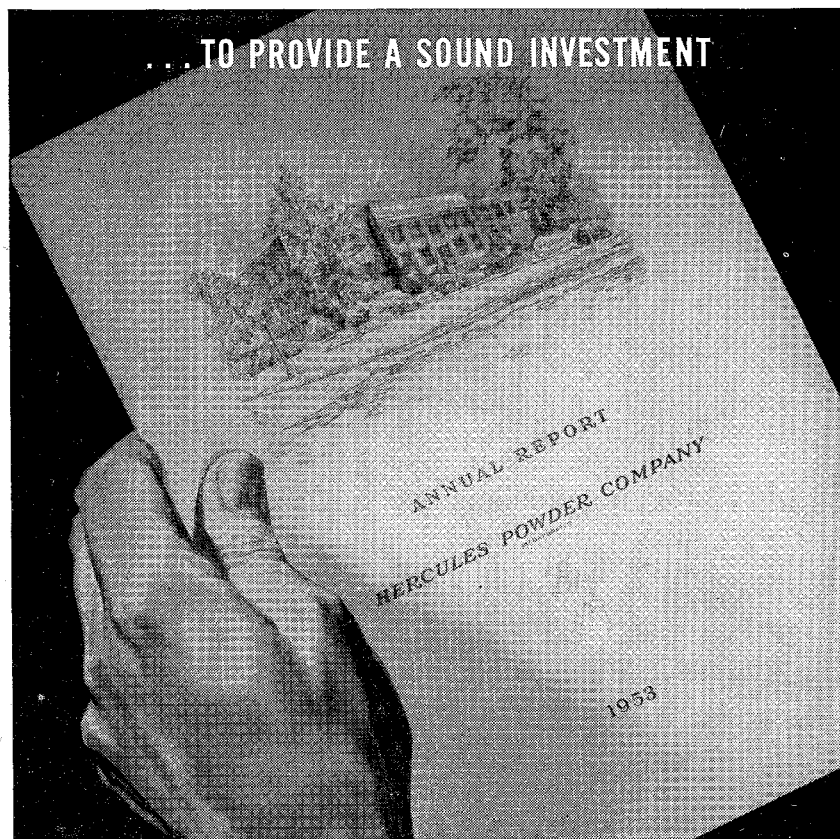 ...TO PROVIDE A SOUND INVESTMENT
ANNUAL REPORT
HERCULES POWDER COMPANY
1953